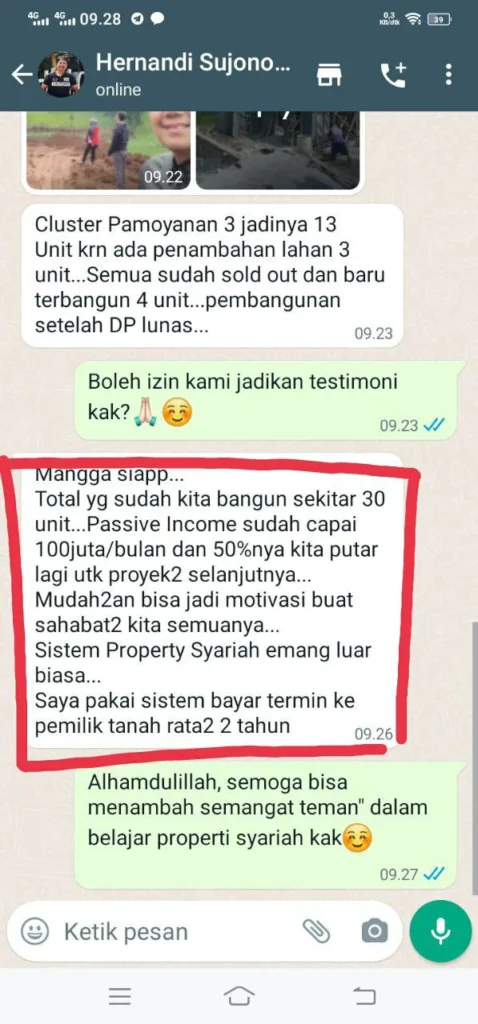 4G 4G 09.28
0,3 KB/dtk 39
Hernandi Sujono...
online
09.22
Cluster Pamoyanan 3 jadinya 13
Unit krn ada penambahan lahan 3
unit...Semua sudah sold out dan baru
terbangun 4 unit...pembangunan
setelah DP lunas...
09.23
Boleh izin kami jadikan testimoni
kak?🙏🏻☺️
09.23
Mangga siapp...
Total yg sudah kita bangun sekitar 30
unit...Passive Income sudah capai
100juta/bulan dan 50%nya kita putar
lagi utk proyek2 selanjutnya...
Mudah2an bisa jadi motivasi buat
sahabat2 kita semuanya...
Sistem Property Syariah emang luar
biasa...
Saya pakai sistem bayar termin ke
pemilik tanah rata2 2 tahun
09.26
Alhamdulillah, semoga bisa
menambah semangat teman" dalam
belajar properti syariah kak☺️
09.27
Ketik pesan